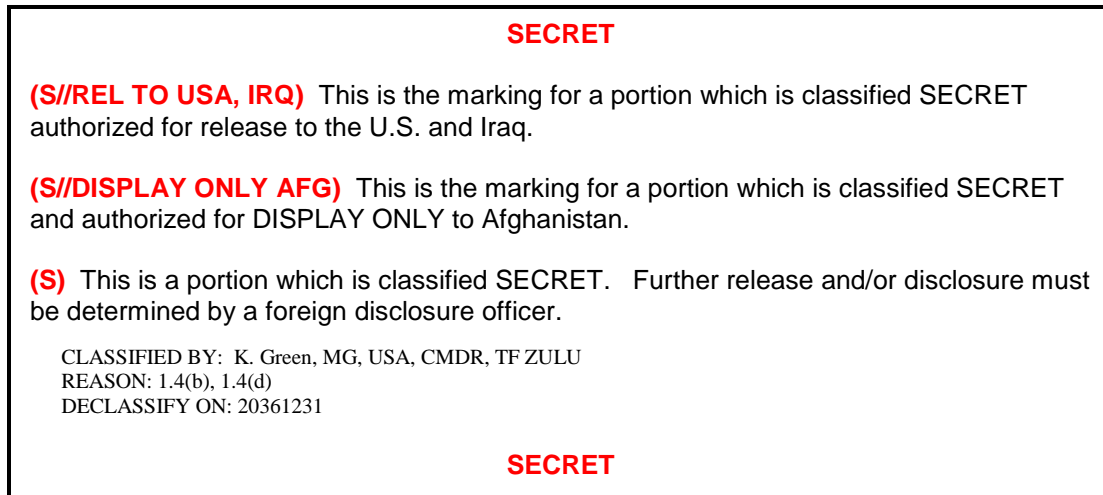 SECRET
(S//REL TO USA, IRQ) This is the marking for a portion which is classified SECRET
authorized for release to the U.S. and Iraq.
(S//DISPLAY ONLY AFG) This is the marking for a portion which is classified SECRET
and authorized for DISPLAY ONLY to Afghanistan.
(S) This is a portion which is classified SECRET. Further release and/or disclosure must
be determined by a foreign disclosure officer.
CLASSIFIED BY: K. Green, MG, USA, CMDR, TF ZULU
REASON: 1.4(b), 1.4(d)
DECLASSIFY ON: 20361231
SECRET